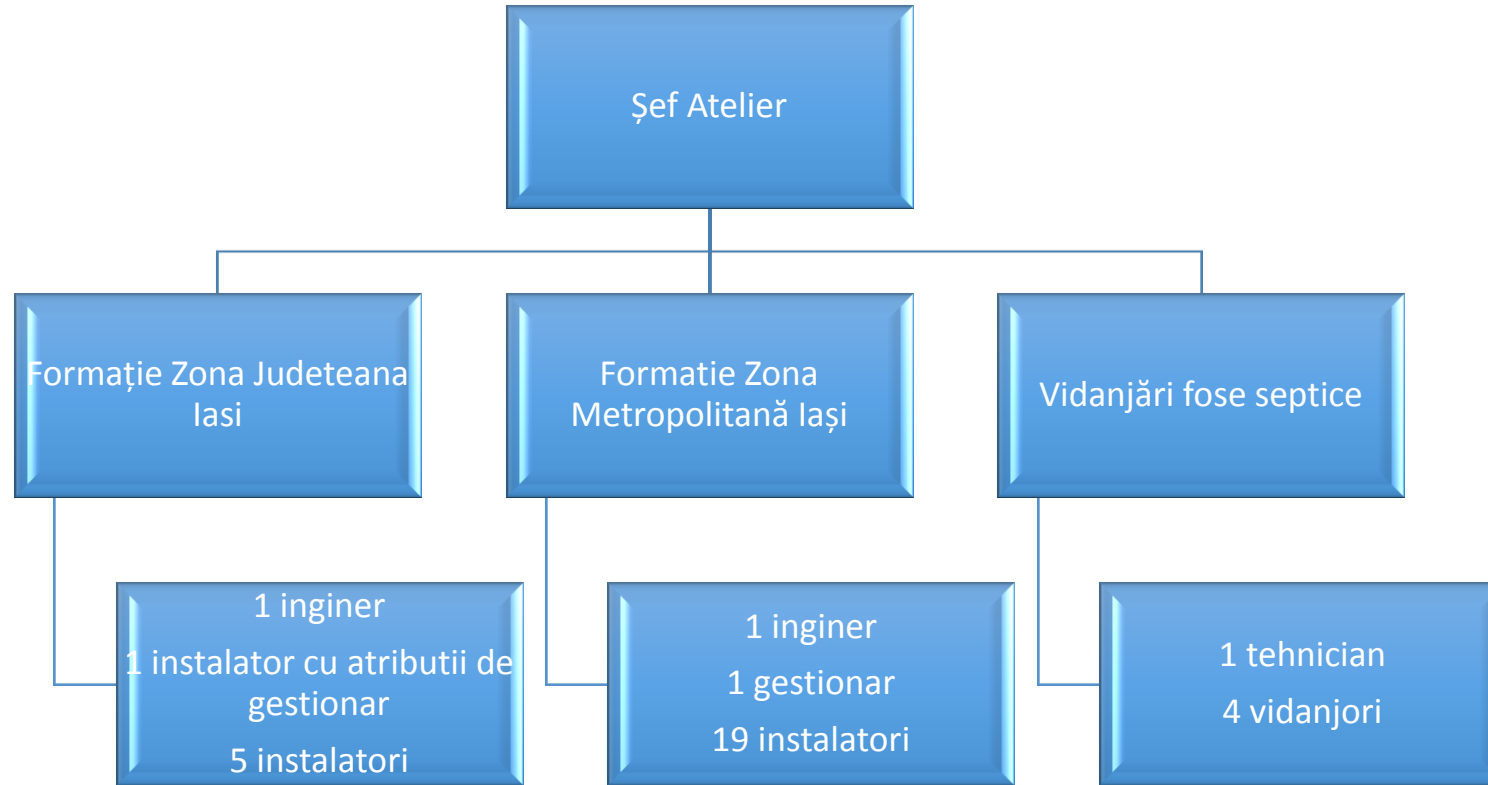 Șef Atelier
Formație Zona Judeteana
Iasi
Formatie Zona
Metropolitană Iași
Vidanjări fose septice
1 inginer
1 instalator cu atributii de
gestionar
5 instalatori
1 inginer
1 gestionar
19 instalatori
1 tehnician
4 vidanjori